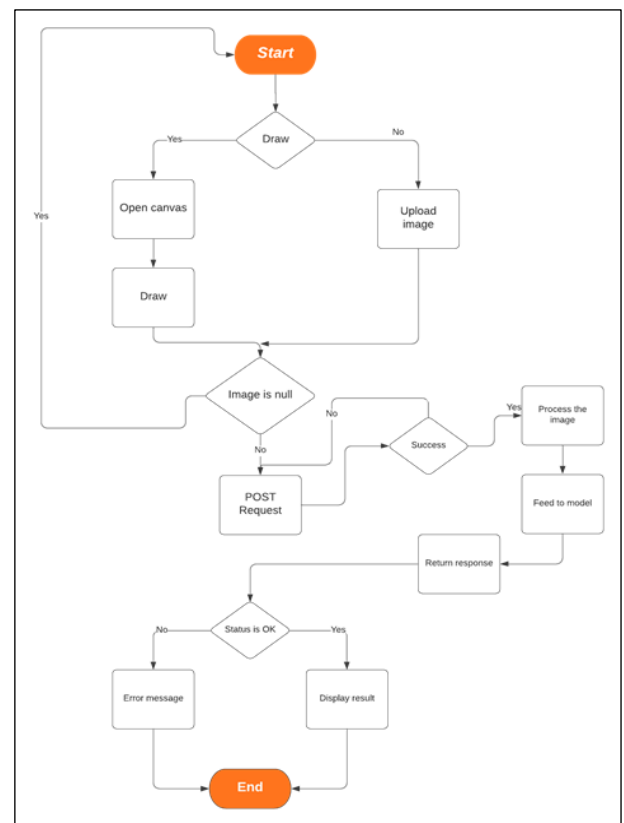 Start
Draw
Yes
No
Open canvas
Upload
image
Yes
Draw
Image is null
No
No
POST
Request
Success
Yes
Process the
image
Feed to model
Return response
Status is OK
No
Yes
Error message
Display result
End